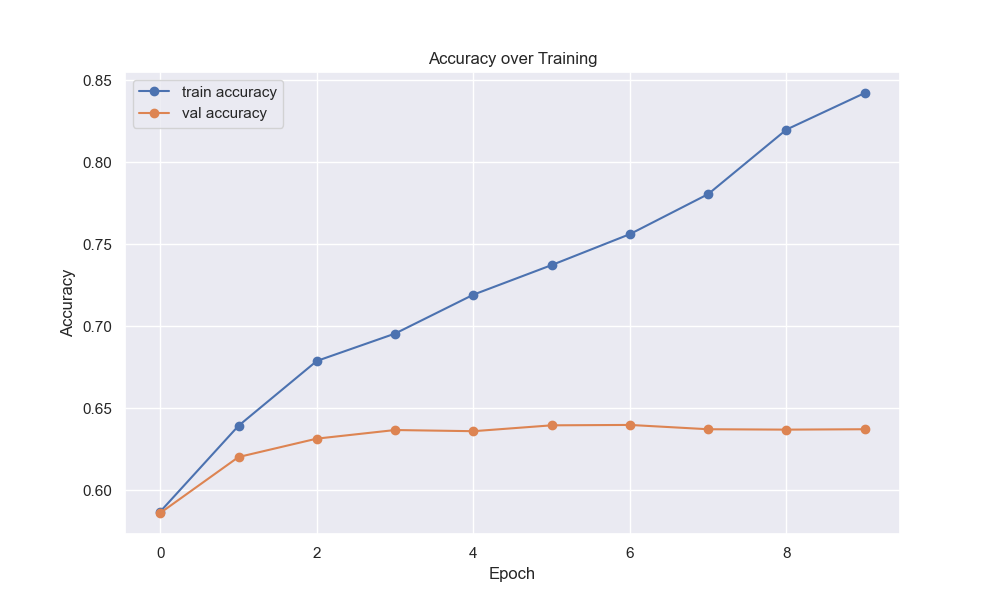 Accuracy over Training
train accuracy
val accuracy
0.85
0.80
0.75
0.70
0.65
0.60
Accuracy
0 2 4 6 8
Epoch